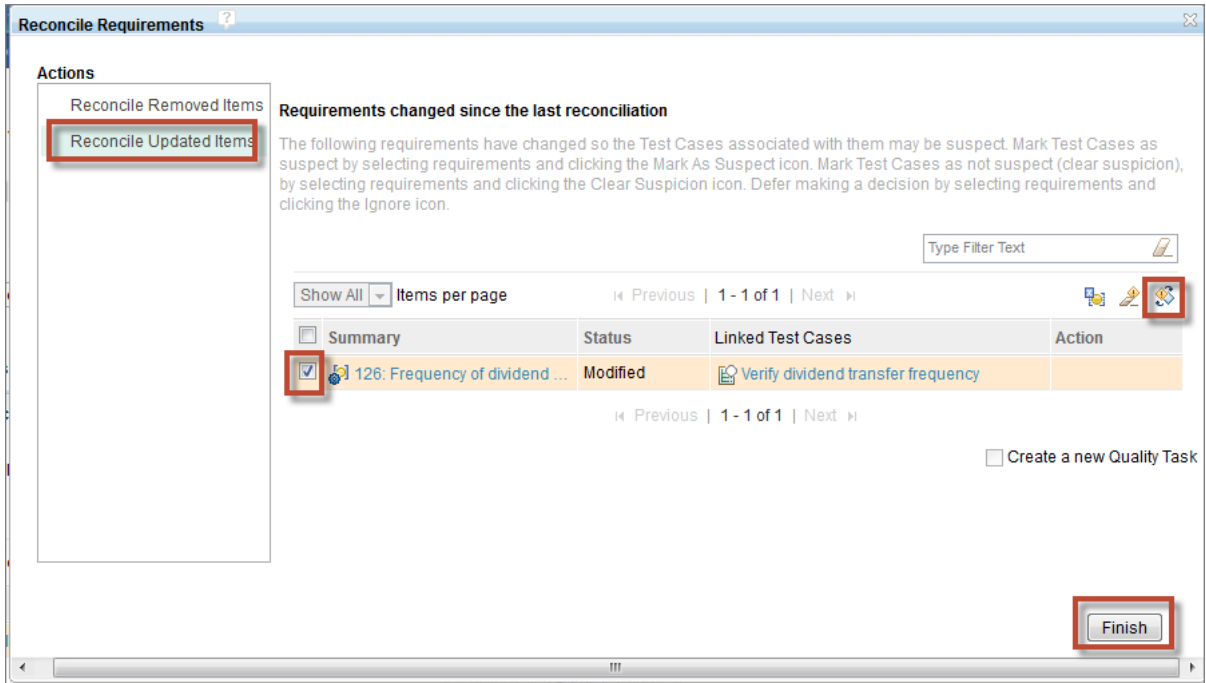 Reconcile Requirements ?
Actions
Reconcile Removed Items
Reconcile Updated Items
Requirements changed since the last reconciliation
The following requirements have changed so the Test Cases associated with them may be suspect. Mark Test Cases as
suspect by selecting requirements and clicking the Mark As Suspect icon. Mark Test Cases as not suspect (clear suspicion),
by selecting requirements and clicking the Clear Suspicion icon. Defer making a decision by selecting requirements and
clicking the Ignore icon.
Type Filter Text
Show All Items per page Previous | 1 - 1 of 1 | Next
Summary Status Linked Test Cases Action
126: Frequency of dividend ... Modified Verify dividend transfer frequency
Previous | 1 - 1 of 1 | Next
Create a new Quality Task
Finish